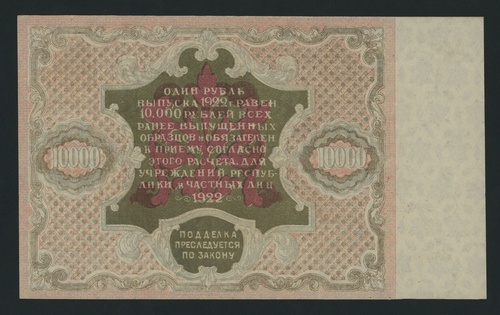 ОДИН РУБЛЬ
ВЫПУСКА 1922 г. РАВЕН
10.000 РУБЛЕЙ ВСЕХ
РАНЕЕ ВЫПУЩЕННЫХ
ОБРАЗЦОВ и ОБЯЗАТЕЛЕН
К ПРИЕМУ, СОГЛАСНО
ЭТОГО РАСЧЕТА, ДЛЯ
УЧРЕЖДЕНИЙ РЕСПУБ-
ЛИКИ и ЧАСТНЫХ ЛИЦ
1922
10000 10000
ПОДДЕЛКА
ПРЕСЛЕДУЕТСЯ
ПО ЗАКОНУ